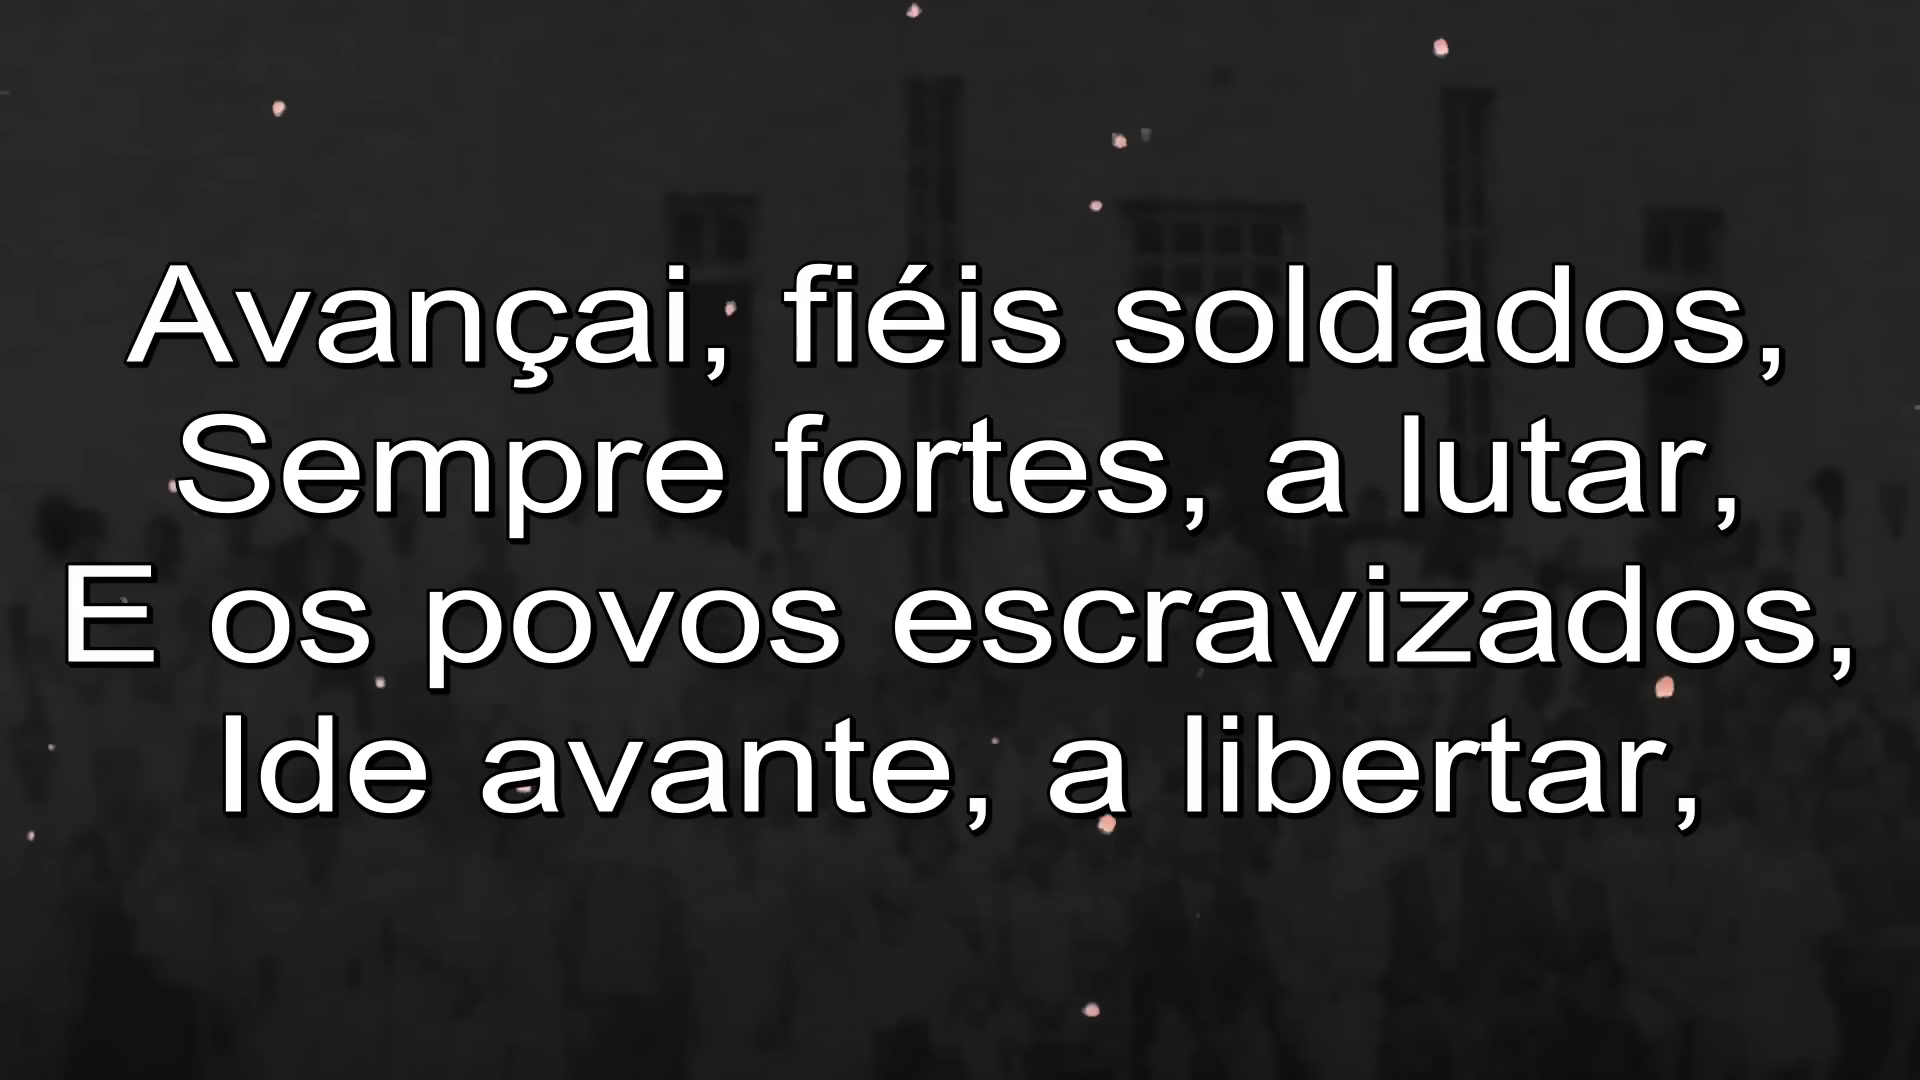 Avançai, fiéis soldados,
Sempre fortes, a lutar,
E os povos escravizados,
Ide avante, a libertar,